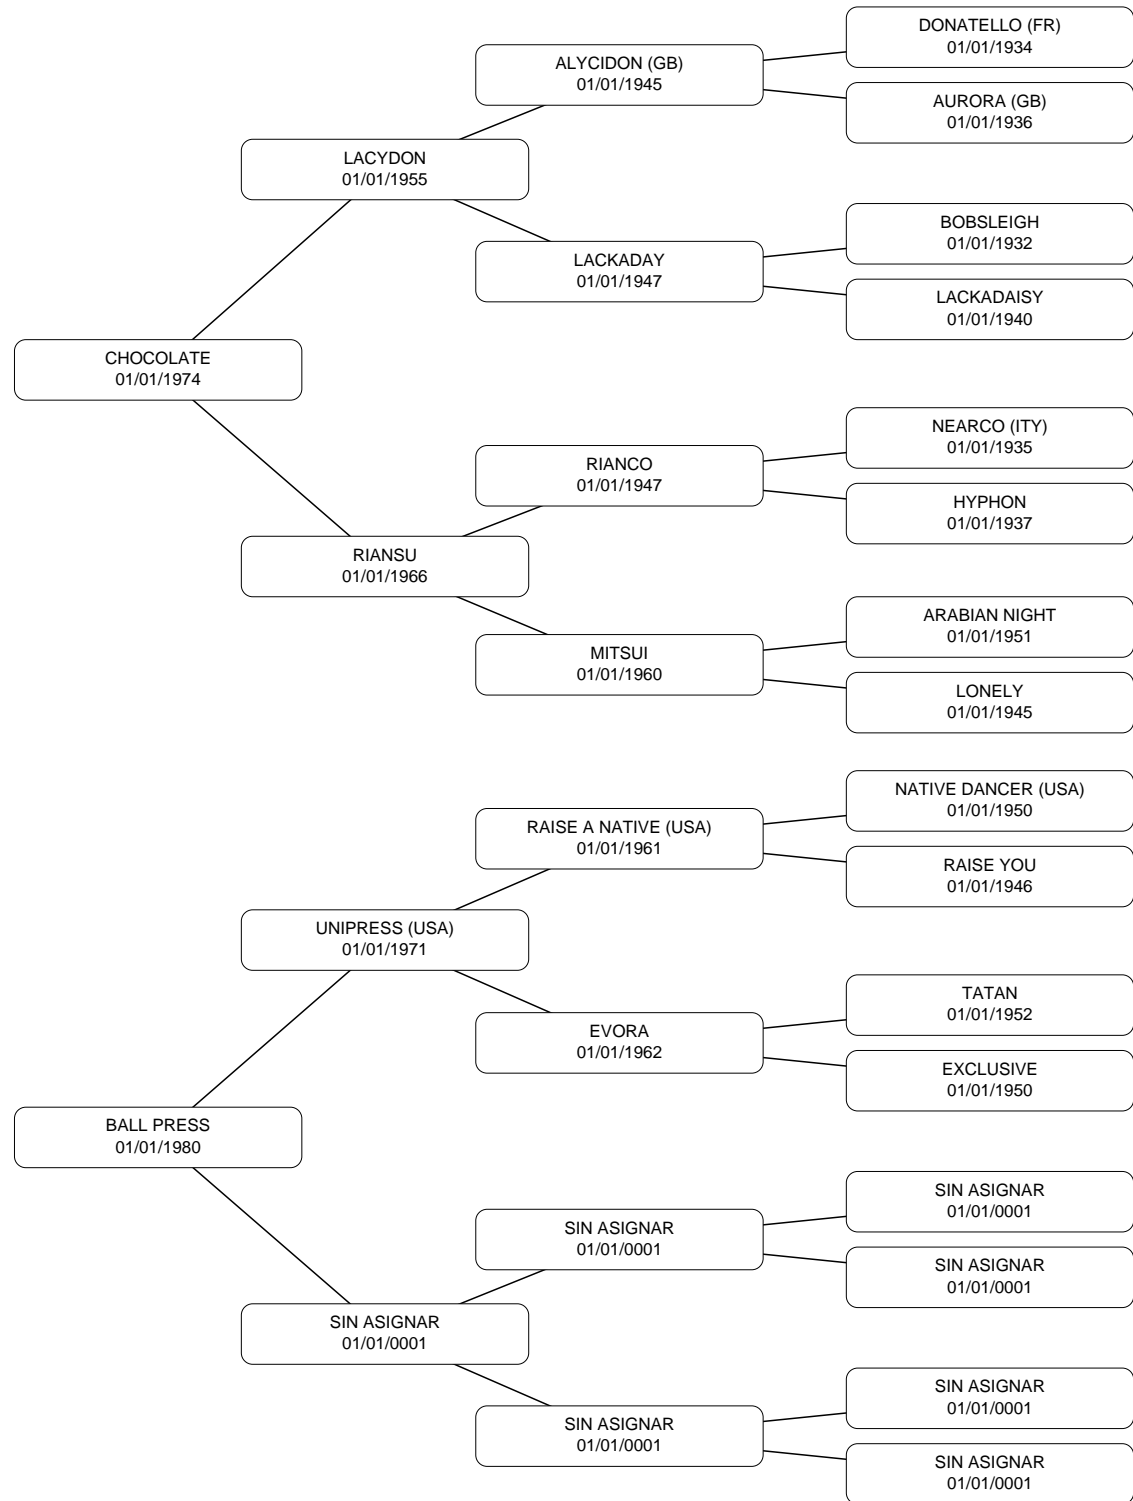 DONATELLO (FR)
01/01/1934
ALYCIDON (GB)
01/01/1945
AURORA (GB)
01/01/1936
LACYDON
01/01/1955
BOBSLEIGH
01/01/1932
LACKADAY
01/01/1947
LACKADAISY
01/01/1940
CHOCOLATE
01/01/1974
NEARCO (ITY)
01/01/1935
RIANCO
01/01/1947
HYPHON
01/01/1937
RIANSU
01/01/1966
ARABIAN NIGHT
01/01/1951
MITSUI
01/01/1960
LONELY
01/01/1945
NATIVE DANCER (USA)
01/01/1950
RAISE A NATIVE (USA)
01/01/1961
RAISE YOU
01/01/1946
UNIPRESS (USA)
01/01/1971
TATAN
01/01/1952
EVORA
01/01/1962
EXCLUSIVE
01/01/1950
BALL PRESS
01/01/1980
SIN ASIGNAR
01/01/0001
SIN ASIGNAR
01/01/0001
SIN ASIGNAR
01/01/0001
SIN ASIGNAR
01/01/0001
SIN ASIGNAR
01/01/0001
SIN ASIGNAR
01/01/0001
SIN ASIGNAR
01/01/0001